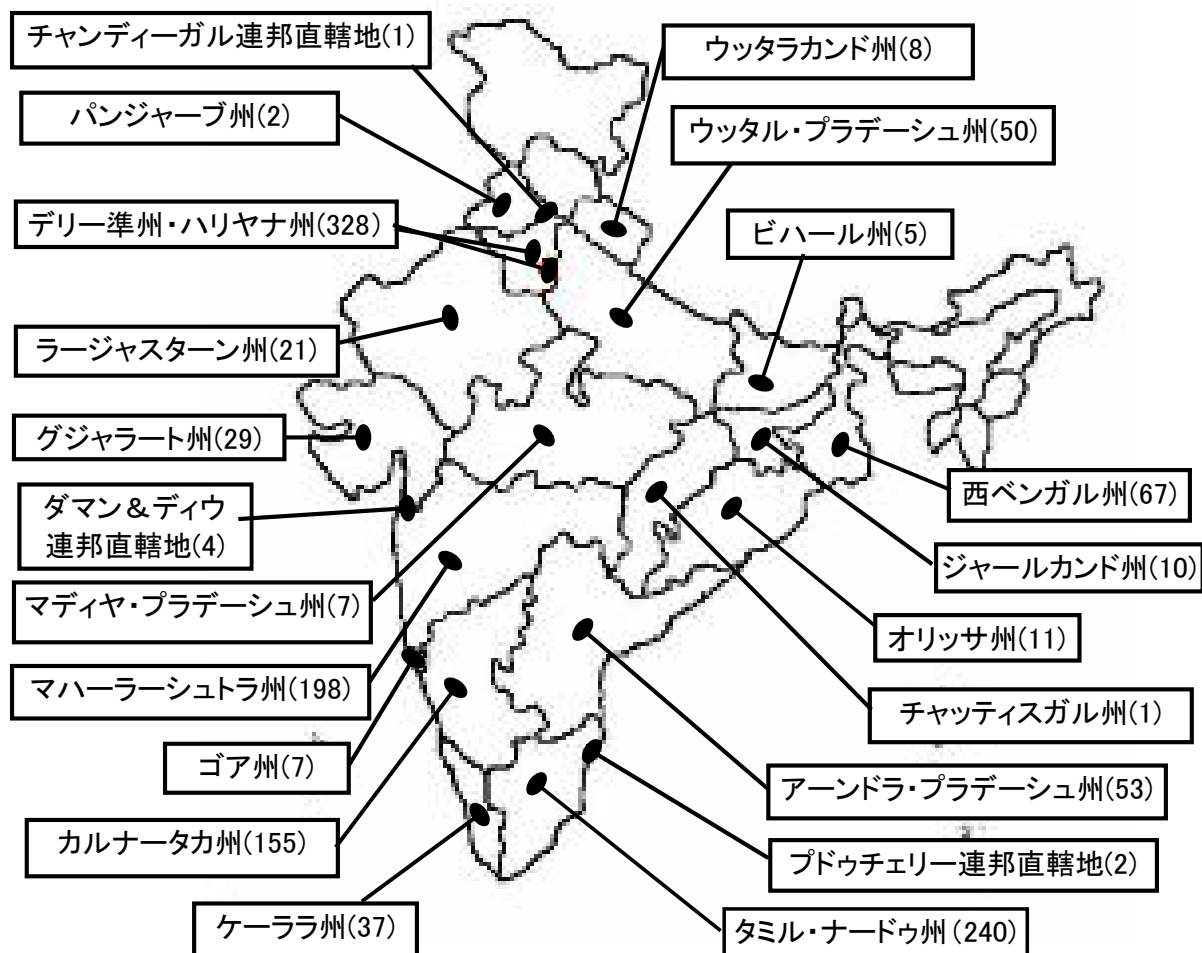 チャンディーガル連邦直轄地(1)
パンジャーブ州(2)
デリー準州・ハリヤナ州(328)
ラージャスターン州(21)
グジャラート州(29)
ダマン＆ディウ
連邦直轄地(4)
マディヤ・プラデーシュ州(7)
マハーラーシュトラ州(198)
ゴア州(7)
カルナータカ州(155)
ケーララ州(37)
ウッタラカンド州(8)
ウッタル・プラデーシュ州(50)
ビハール州(5)
西ベンガル州(67)
ジャールカンド州(10)
オリッサ州(11)
チャッティスガル州(1)
アーンドラ・プラデーシュ州(53)
プドゥチェリー連邦直轄地(2)
タミル・ナードゥ州(240)